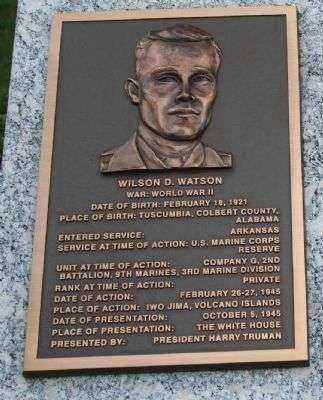 WILSON D. WATSON
WAR: WORLD WAR II
DATE OF BIRTH: FEBRUARY 18, 1921
PLACE OF BIRTH: TUSCUMBIA, COLBERT COUNTY,
ALABAMA
ENTERED SERVICE: ARKANSAS
SERVICE AT TIME OF ACTION: U.S. MARINE CORPS
RESERVE
UNIT AT TIME OF ACTION: COMPANY G, 2ND
BATTALION, 9TH MARINES, 3RD MARINE DIVISION
RANK AT TIME OF ACTION: PRIVATE
DATE OF ACTION: FEBRUARY 26-27, 1945
PLACE OF ACTION: IWO JIMA, VOLCANO ISLANDS
DATE OF PRESENTATION: OCTOBER 5, 1945
PLACE OF PRESENTATION: THE WHITE HOUSE
PRESENTED BY: PRESIDENT HARRY TRUMAN